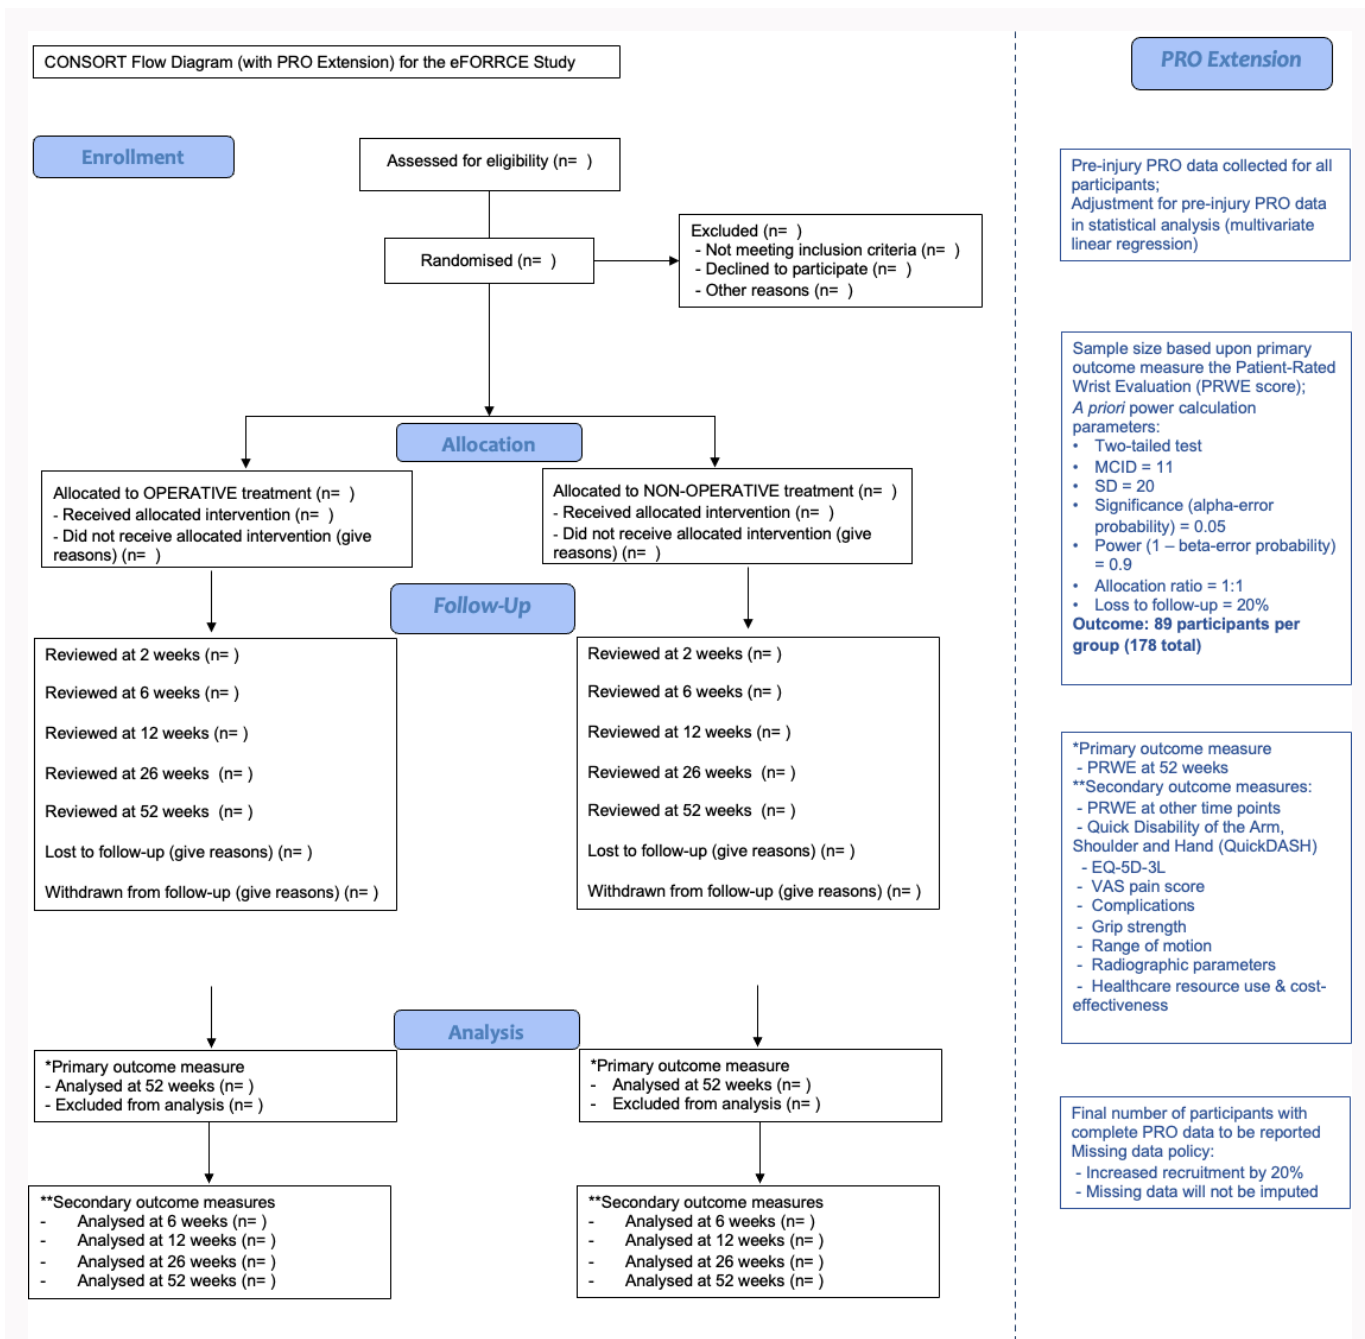 CONSORT Flow Diagram (with PRO Extension) for the eFORRCE Study
PRO Extension
Enrollment
Assessed for eligibility (n=  )
Randomised (n=  )
Excluded (n=  )
- Not meeting inclusion criteria (n=  )
- Declined to participate (n=  )
- Other reasons (n=  )
Allocation
Allocated to OPERATIVE treatment (n=  )
- Received allocated intervention (n=  )
- Did not receive allocated intervention (give
reasons) (n=  )
Allocated to NON-OPERATIVE treatment (n=  )
- Received allocated intervention (n=  )
- Did not receive allocated intervention (give
reasons) (n=  )
Follow-Up
Reviewed at 2 weeks (n= )
Reviewed at 6 weeks (n= )
Reviewed at 12 weeks (n= )
Reviewed at 26 weeks  (n= )
Reviewed at 52 weeks  (n= )
Lost to follow-up (give reasons) (n= )
Withdrawn from follow-up (give reasons) (n= )
Reviewed at 2 weeks (n= )
Reviewed at 6 weeks (n= )
Reviewed at 12 weeks (n= )
Reviewed at 26 weeks  (n= )
Reviewed at 52 weeks  (n= )
Lost to follow-up (give reasons) (n= )
Withdrawn from follow-up (give reasons) (n= )
Analysis
*Primary outcome measure
- Analysed at 52 weeks (n= )
- Excluded from analysis (n= )
*Primary outcome measure
- Analysed at 52 weeks (n= )
- Excluded from analysis (n= )
**Secondary outcome measures
- Analysed at 6 weeks (n= )
- Analysed at 12 weeks (n= )
- Analysed at 26 weeks (n= )
- Analysed at 52 weeks (n= )
**Secondary outcome measures
- Analysed at 6 weeks (n= )
- Analysed at 12 weeks (n= )
- Analysed at 26 weeks (n= )
- Analysed at 52 weeks (n= )
Pre-injury PRO data collected for all
participants;
Adjustment for pre-injury PRO data
in statistical analysis (multivariate
linear regression)
Sample size based upon primary
outcome measure the Patient-Rated
Wrist Evaluation (PRWE score);
A priori power calculation
parameters:
• Two-tailed test
• MCID = 11
• SD = 20
• Significance (alpha-error
probability) = 0.05
• Power (1 – beta-error probability)
= 0.9
• Allocation ratio = 1:1
• Loss to follow-up = 20%
Outcome: 89 participants per
group (178 total)
*Primary outcome measure
- PRWE at 52 weeks
**Secondary outcome measures:
- PRWE at other time points
- Quick Disability of the Arm,
Shoulder and Hand (QuickDASH)
- EQ-5D-3L
- VAS pain score
- Complications
- Grip strength
- Range of motion
- Radiographic parameters
- Healthcare resource use & cost-
effectiveness
Final number of participants with
complete PRO data to be reported
Missing data policy:
- Increased recruitment by 20%
- Missing data will not be imputed